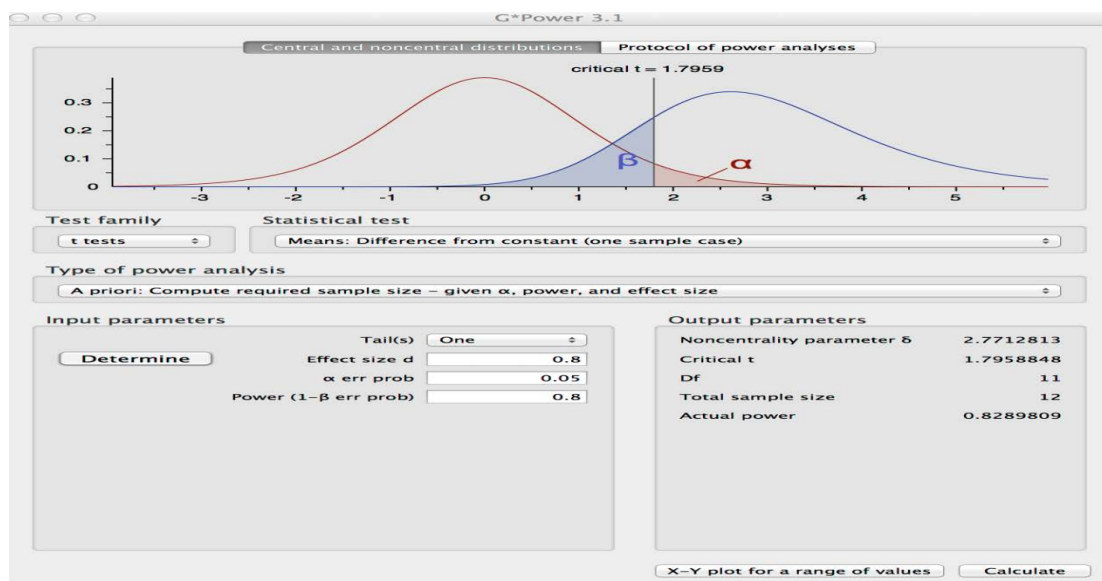 G*Power 3.1
Central and noncentral distributions Protocol of power analyses
critical t = 1.7959
0.3
0.2
0.1
0
β
α
-3 -2 -1 0 1 2 3 4 5
Test family Statistical test
t tests Means: Difference from constant (one sample case)
Type of power analysis
A priori: Compute required sample size – given α, power, and effect size
Input parameters Output parameters
Tail(s) One Noncentrality parameter δ 2.7712813
Determine Effect size d 0.8 Critical t 1.7958848
α err prob 0.05 Df 11
Power (1-β err prob) 0.8 Total sample size 12
Actual power 0.8289809
X-Y plot for a range of values Calculate